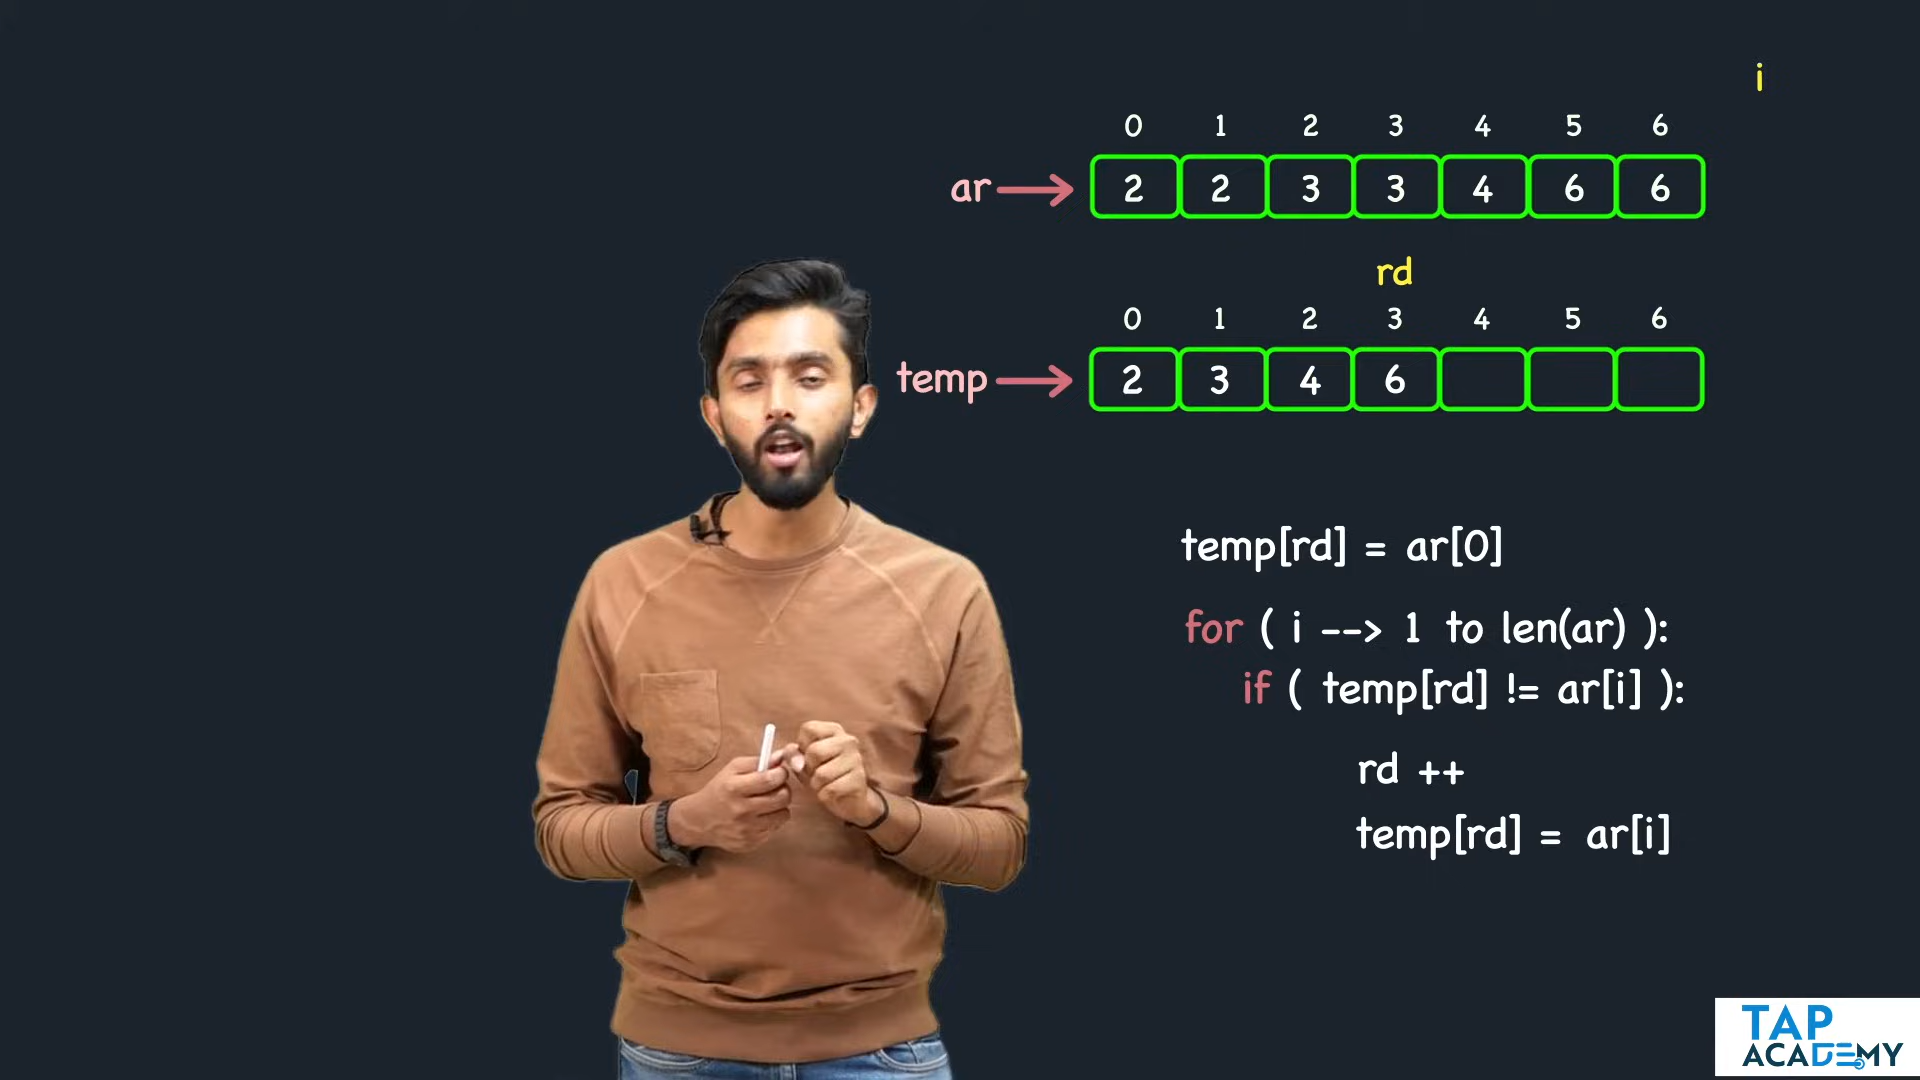 i
0 1 2 3 4 5 6
ar 2 2 3 3 4 6 6
rd
0 1 2 3 4 5 6
temp 2 3 4 6
temp[rd] = ar[0]
for ( i --> 1 to len(ar) ):
if ( temp[rd] != ar[i] ):
rd ++
temp[rd] = ar[i]
TAP
ACADEMY